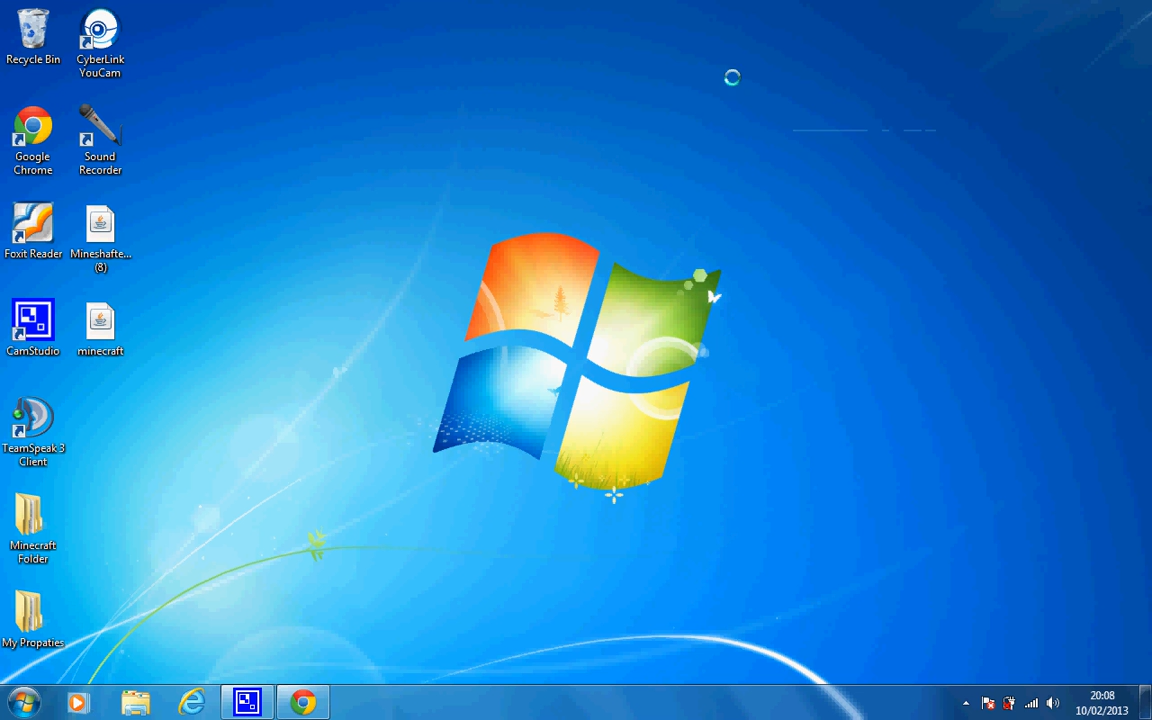 Recycle Bin
CyberLink
YouCam
Google
Chrome
Sound
Recorder
Foxit Reader
Mineshafte...
(8)
CamStudio
minecraft
TeamSpeak 3
Client
Minecraft
Folder
My Propaties
20:08
10/02/2013